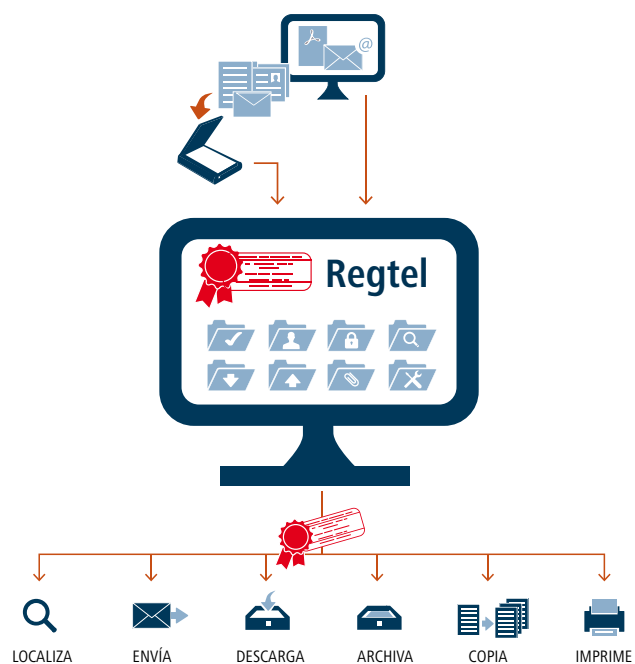 @
Regtel
LOCALIZA
ENVÍA
DESCARGA
ARCHIVA
COPIA
IMPRIME